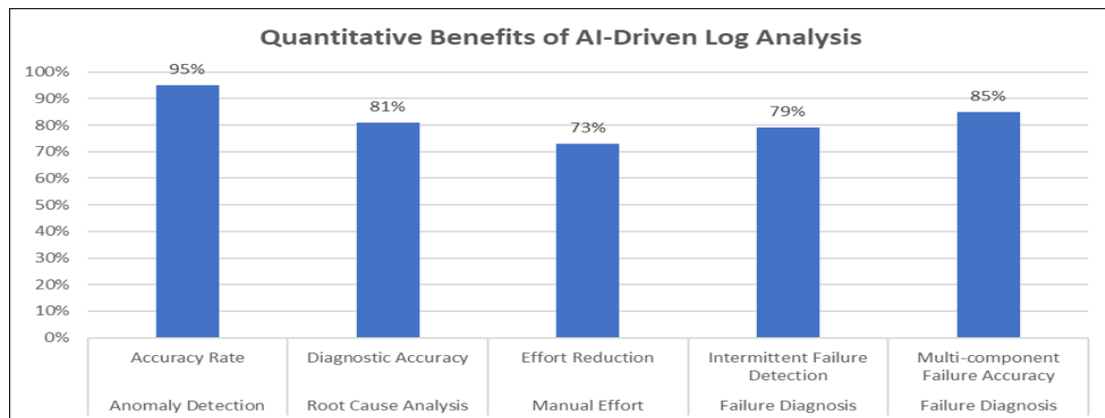 Quantitative Benefits of AI-Driven Log Analysis
100%
90%
80%
70%
60%
50%
40%
30%
20%
10%
0%
95%
81%
73%
79%
85%
Accuracy Rate
Diagnostic Accuracy
Effort Reduction
Intermittent Failure
Detection
Multi-component
Failure Accuracy
Anomaly Detection
Root Cause Analysis
Manual Effort
Failure Diagnosis
Failure Diagnosis